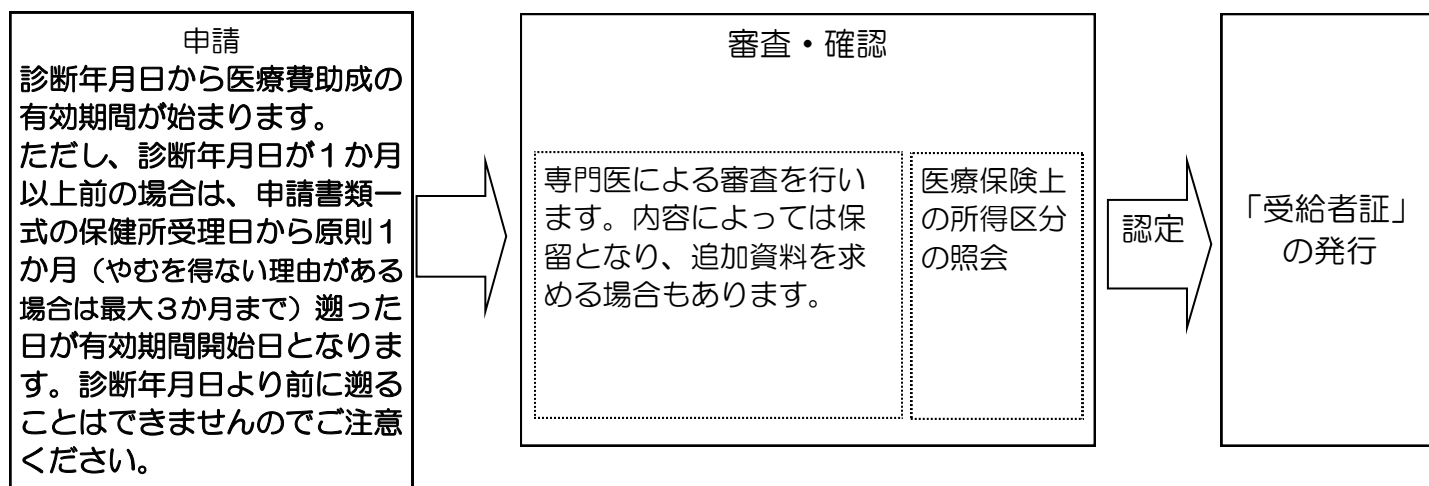 申請
診断年月日から医療費助成の
有効期間が始まります。
ただし、診断年月日が１か月
以上前の場合は、申請書類一
式の保健所受理日から原則１
か月（やむを得ない理由がある
場合は最大３か月まで）遡った
日が有効期間開始日となりま
す。診断年月日より前に遡る
ことはできませんのでご注意
ください。
審査・確認
専門医による審査を行い
ます。内容によっては保
留となり、追加資料を求
める場合もあります。
医療保険上
の所得区分
の照会
認定
「受給者証」
の発行